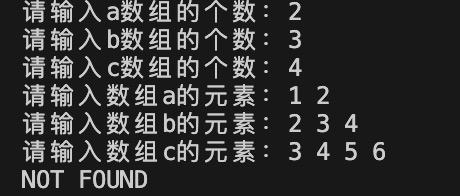 请输入a数组的个数: 2
请输入b数组的个数: 3
请输入c数组的个数: 4
请输入数组a的元素: 1 2
请输入数组b的元素: 2 3 4
请输入数组c的元素: 3 4 5 6
NOT FOUND